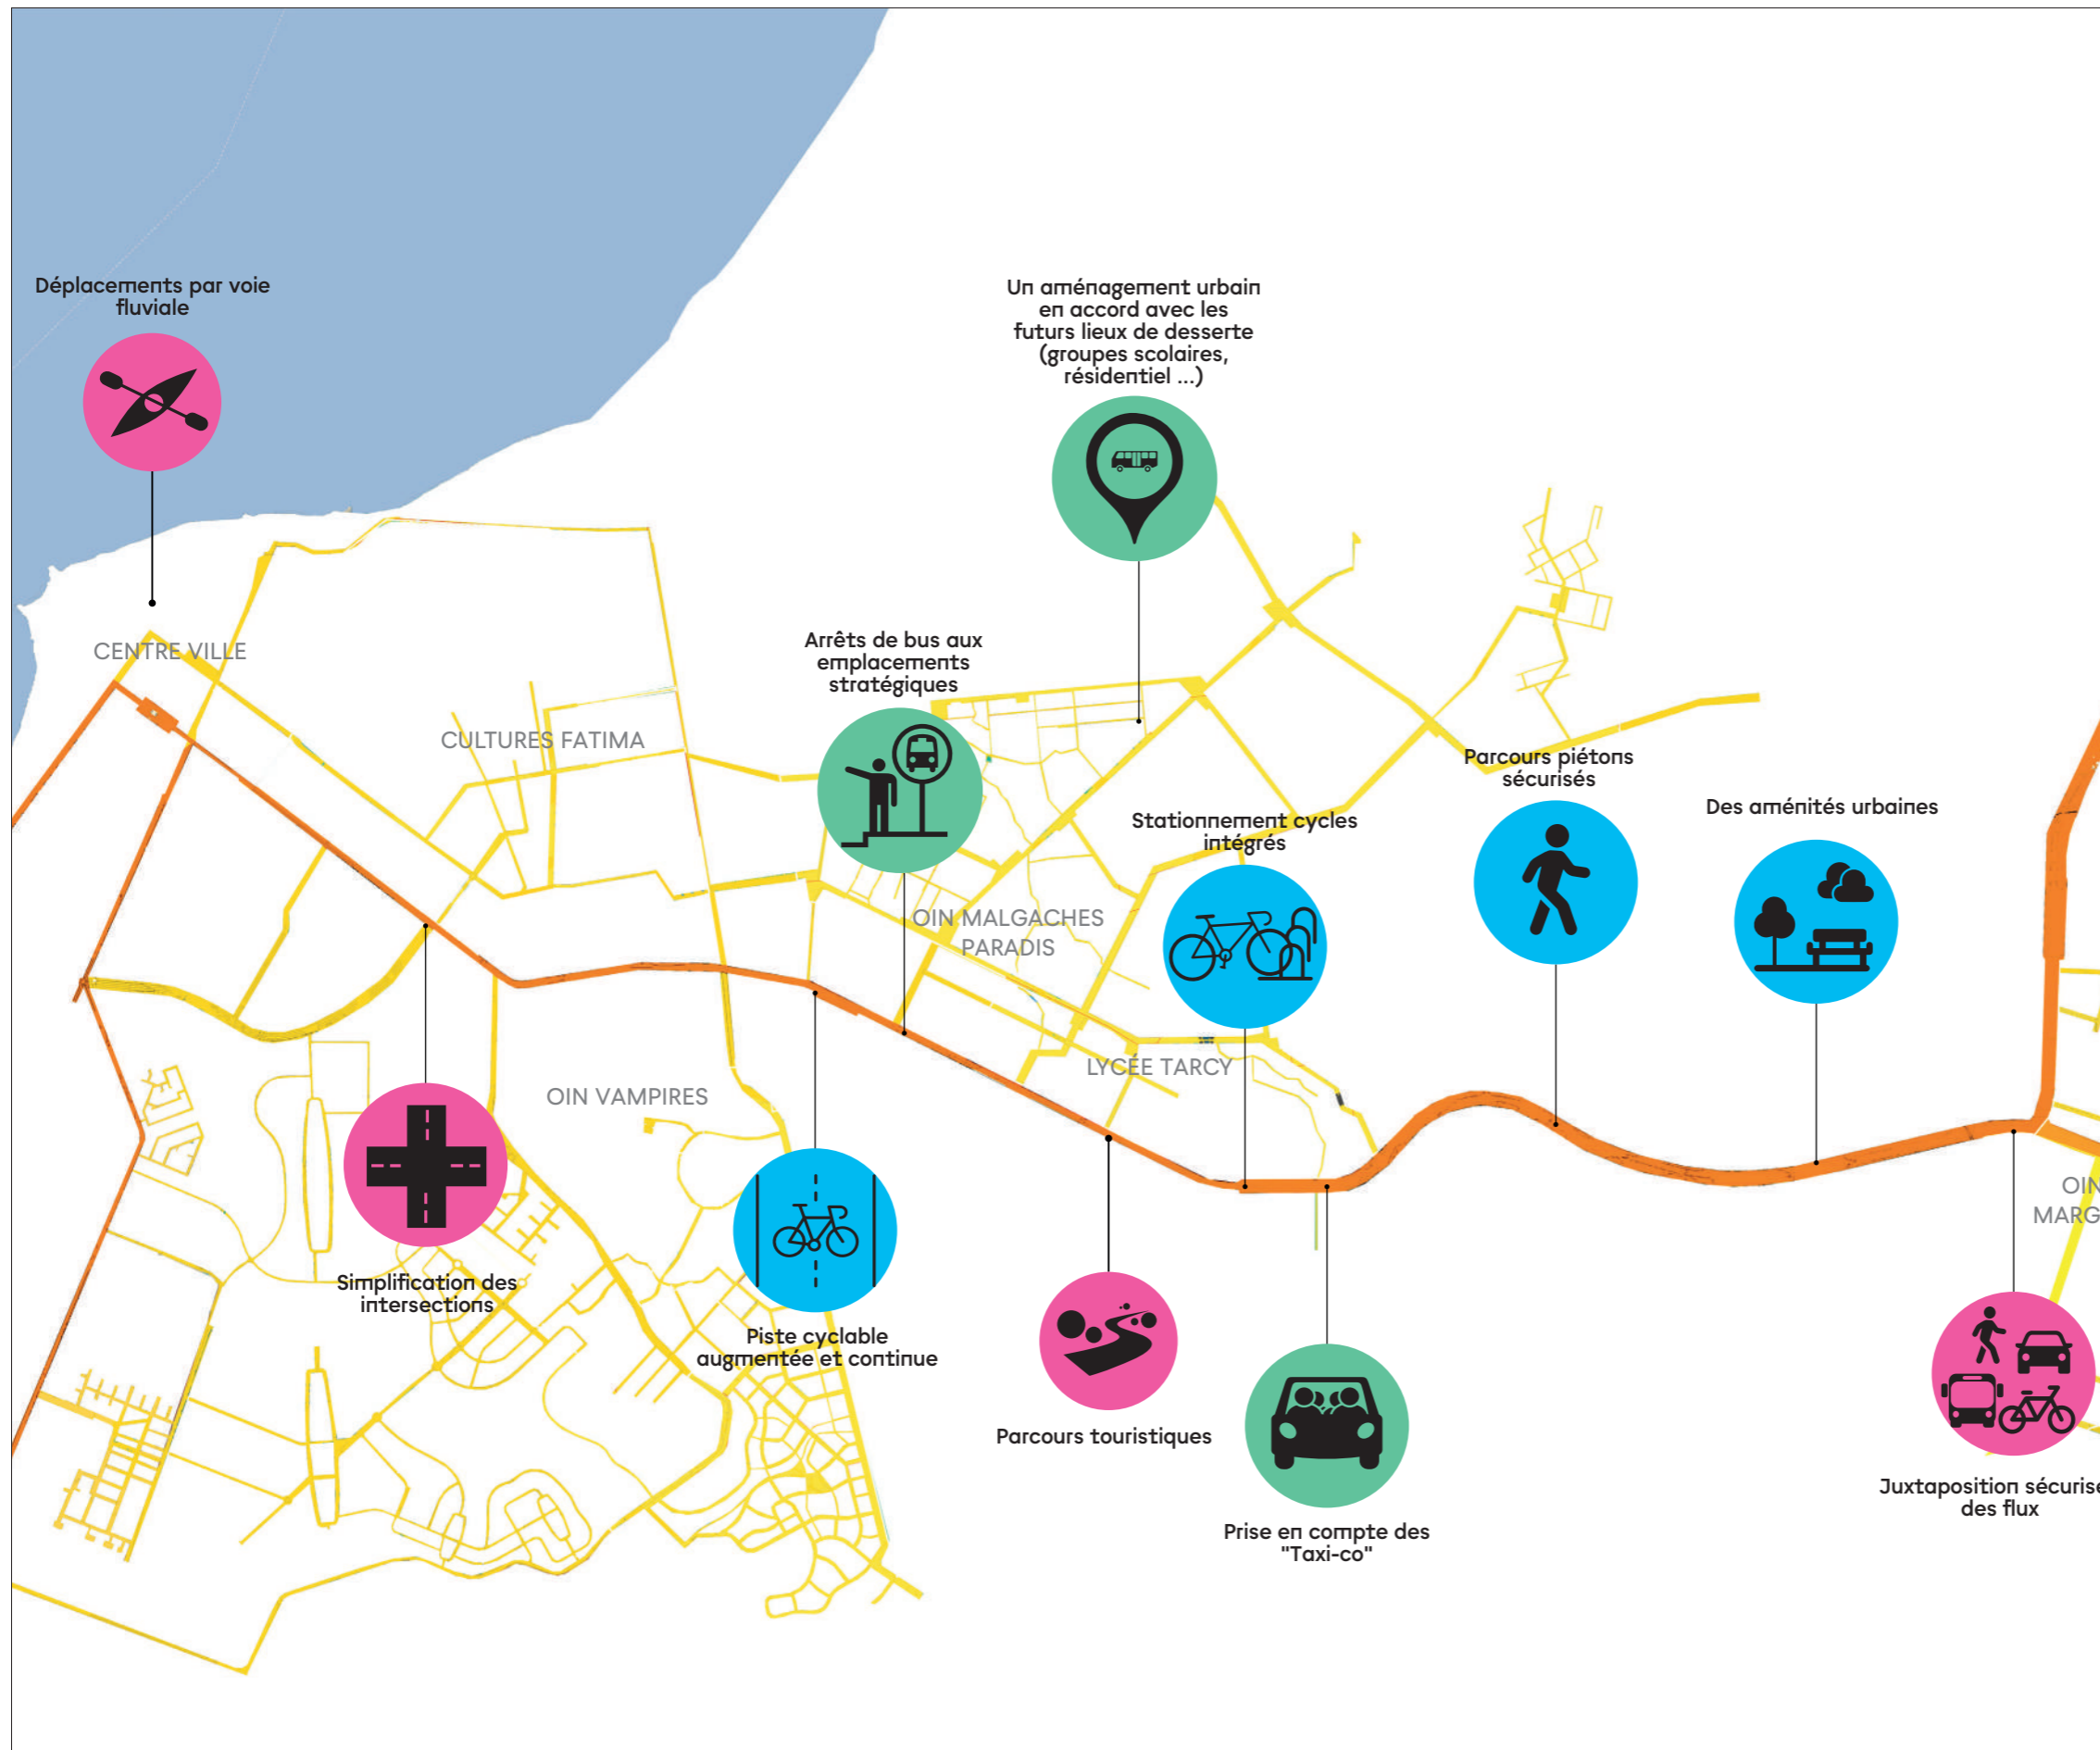 Déplacements par voie
fluviale
Un aménagement urbain
en accord avec les
futurs lieux de desserte
(groupes scolaires,
résidentiel ...)
CENTRE VILLE
Arrêts de bus aux
emplacements
stratégiques
CULTURES FATIMA
Parcours piétons
sécurisés
Des aménités urbaines
Stationnement cycles
intégrés
OIN MALGACHES
PARADIS
LYCÉE TARCY
OIN VAMPIRES
OIN
MARG
Simplification des
intersections
Piste cyclable
augmentée et continue
Parcours touristiques
Prise en compte des
"Taxi-co"
Juxtaposition sécurisé
des flux